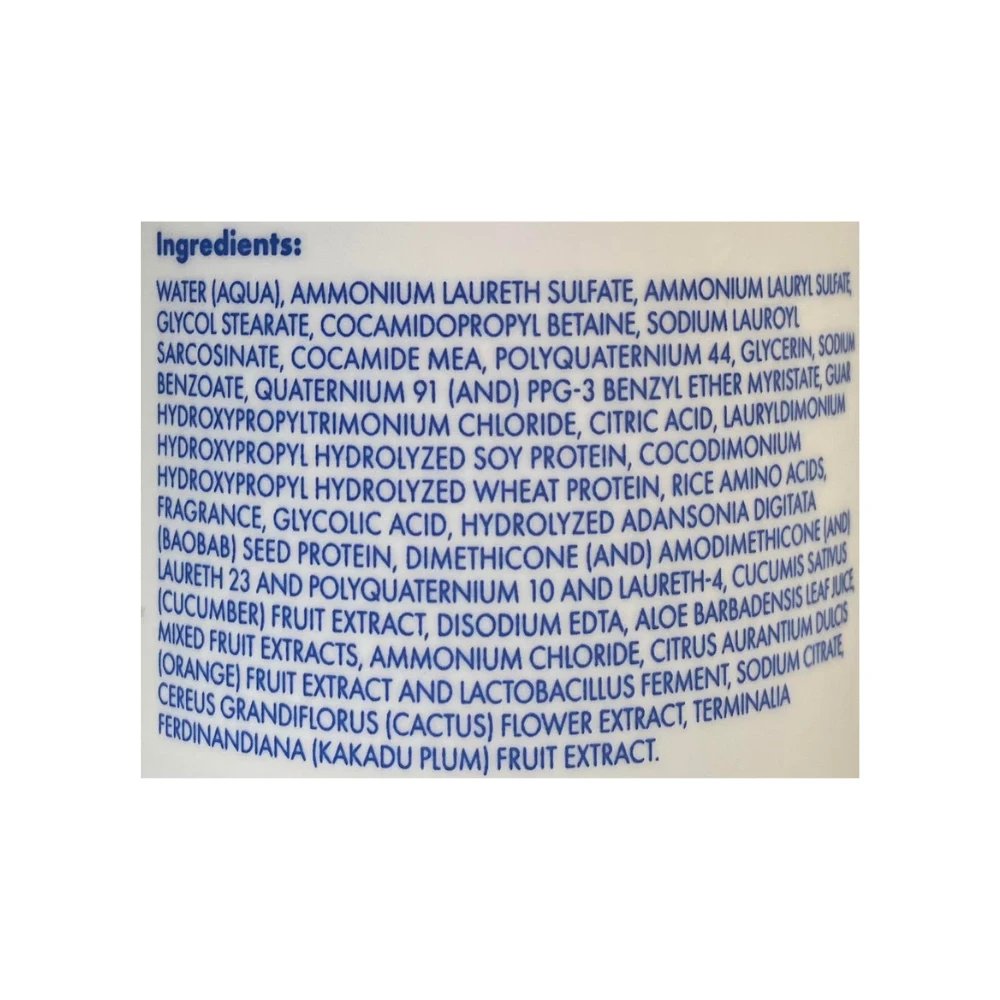 Ingredients:
WATER (AQUA), AMMONIUM LAURETH SULFATE, AMMONIUM LAURYL SULFATE,
GLYCOL STEARATE, COCAMIDOPROPYL BETAINE, SODIUM LAUROYL
SARCOSINATE, COCAMIDE MEA, POLYQUATERNIUM 44, GLYCERIN, SODIUM
BENZOATE, QUATERNIUM 91 (AND) PPG-3 BENZYL ETHER MYRISTATE, GUAR
HYDROXYPROPYLTRIMONIUM CHLORIDE, CITRIC ACID, LAURYLDIMONIUM
HYDROXYPROPYL HYDROLYZED SOY PROTEIN, COCODIMONIUM
HYDROXYPROPYL HYDROLYZED WHEAT PROTEIN, RICE AMINO ACIDS,
FRAGRANCE, GLYCOLIC ACID, HYDROLYZED ADANSONIA DIGITATA
(BAOBAB) SEED PROTEIN, DIMETHICONE (AND) AMODIMETHICONE (AND)
LAURETH 23 AND POLYQUATERNIUM 10 AND LAURETH-4, CUCUMIS SATIVUS
(CUCUMBER) FRUIT EXTRACT, DISODIUM EDTA, ALOE BARBADENSIS LEAF JUICE,
MIXED FRUIT EXTRACTS, AMMONIUM CHLORIDE, CITRUS AURANTIUM DULCIS
(ORANGE) FRUIT EXTRACT AND LACTOBACILLUS FERMENT, SODIUM CITRATE,
CEREUS GRANDIFLORUS (CACTUS) FLOWER EXTRACT, TERMINALIA
FERDINANDIANA (KAKADU PLUM) FRUIT EXTRACT.